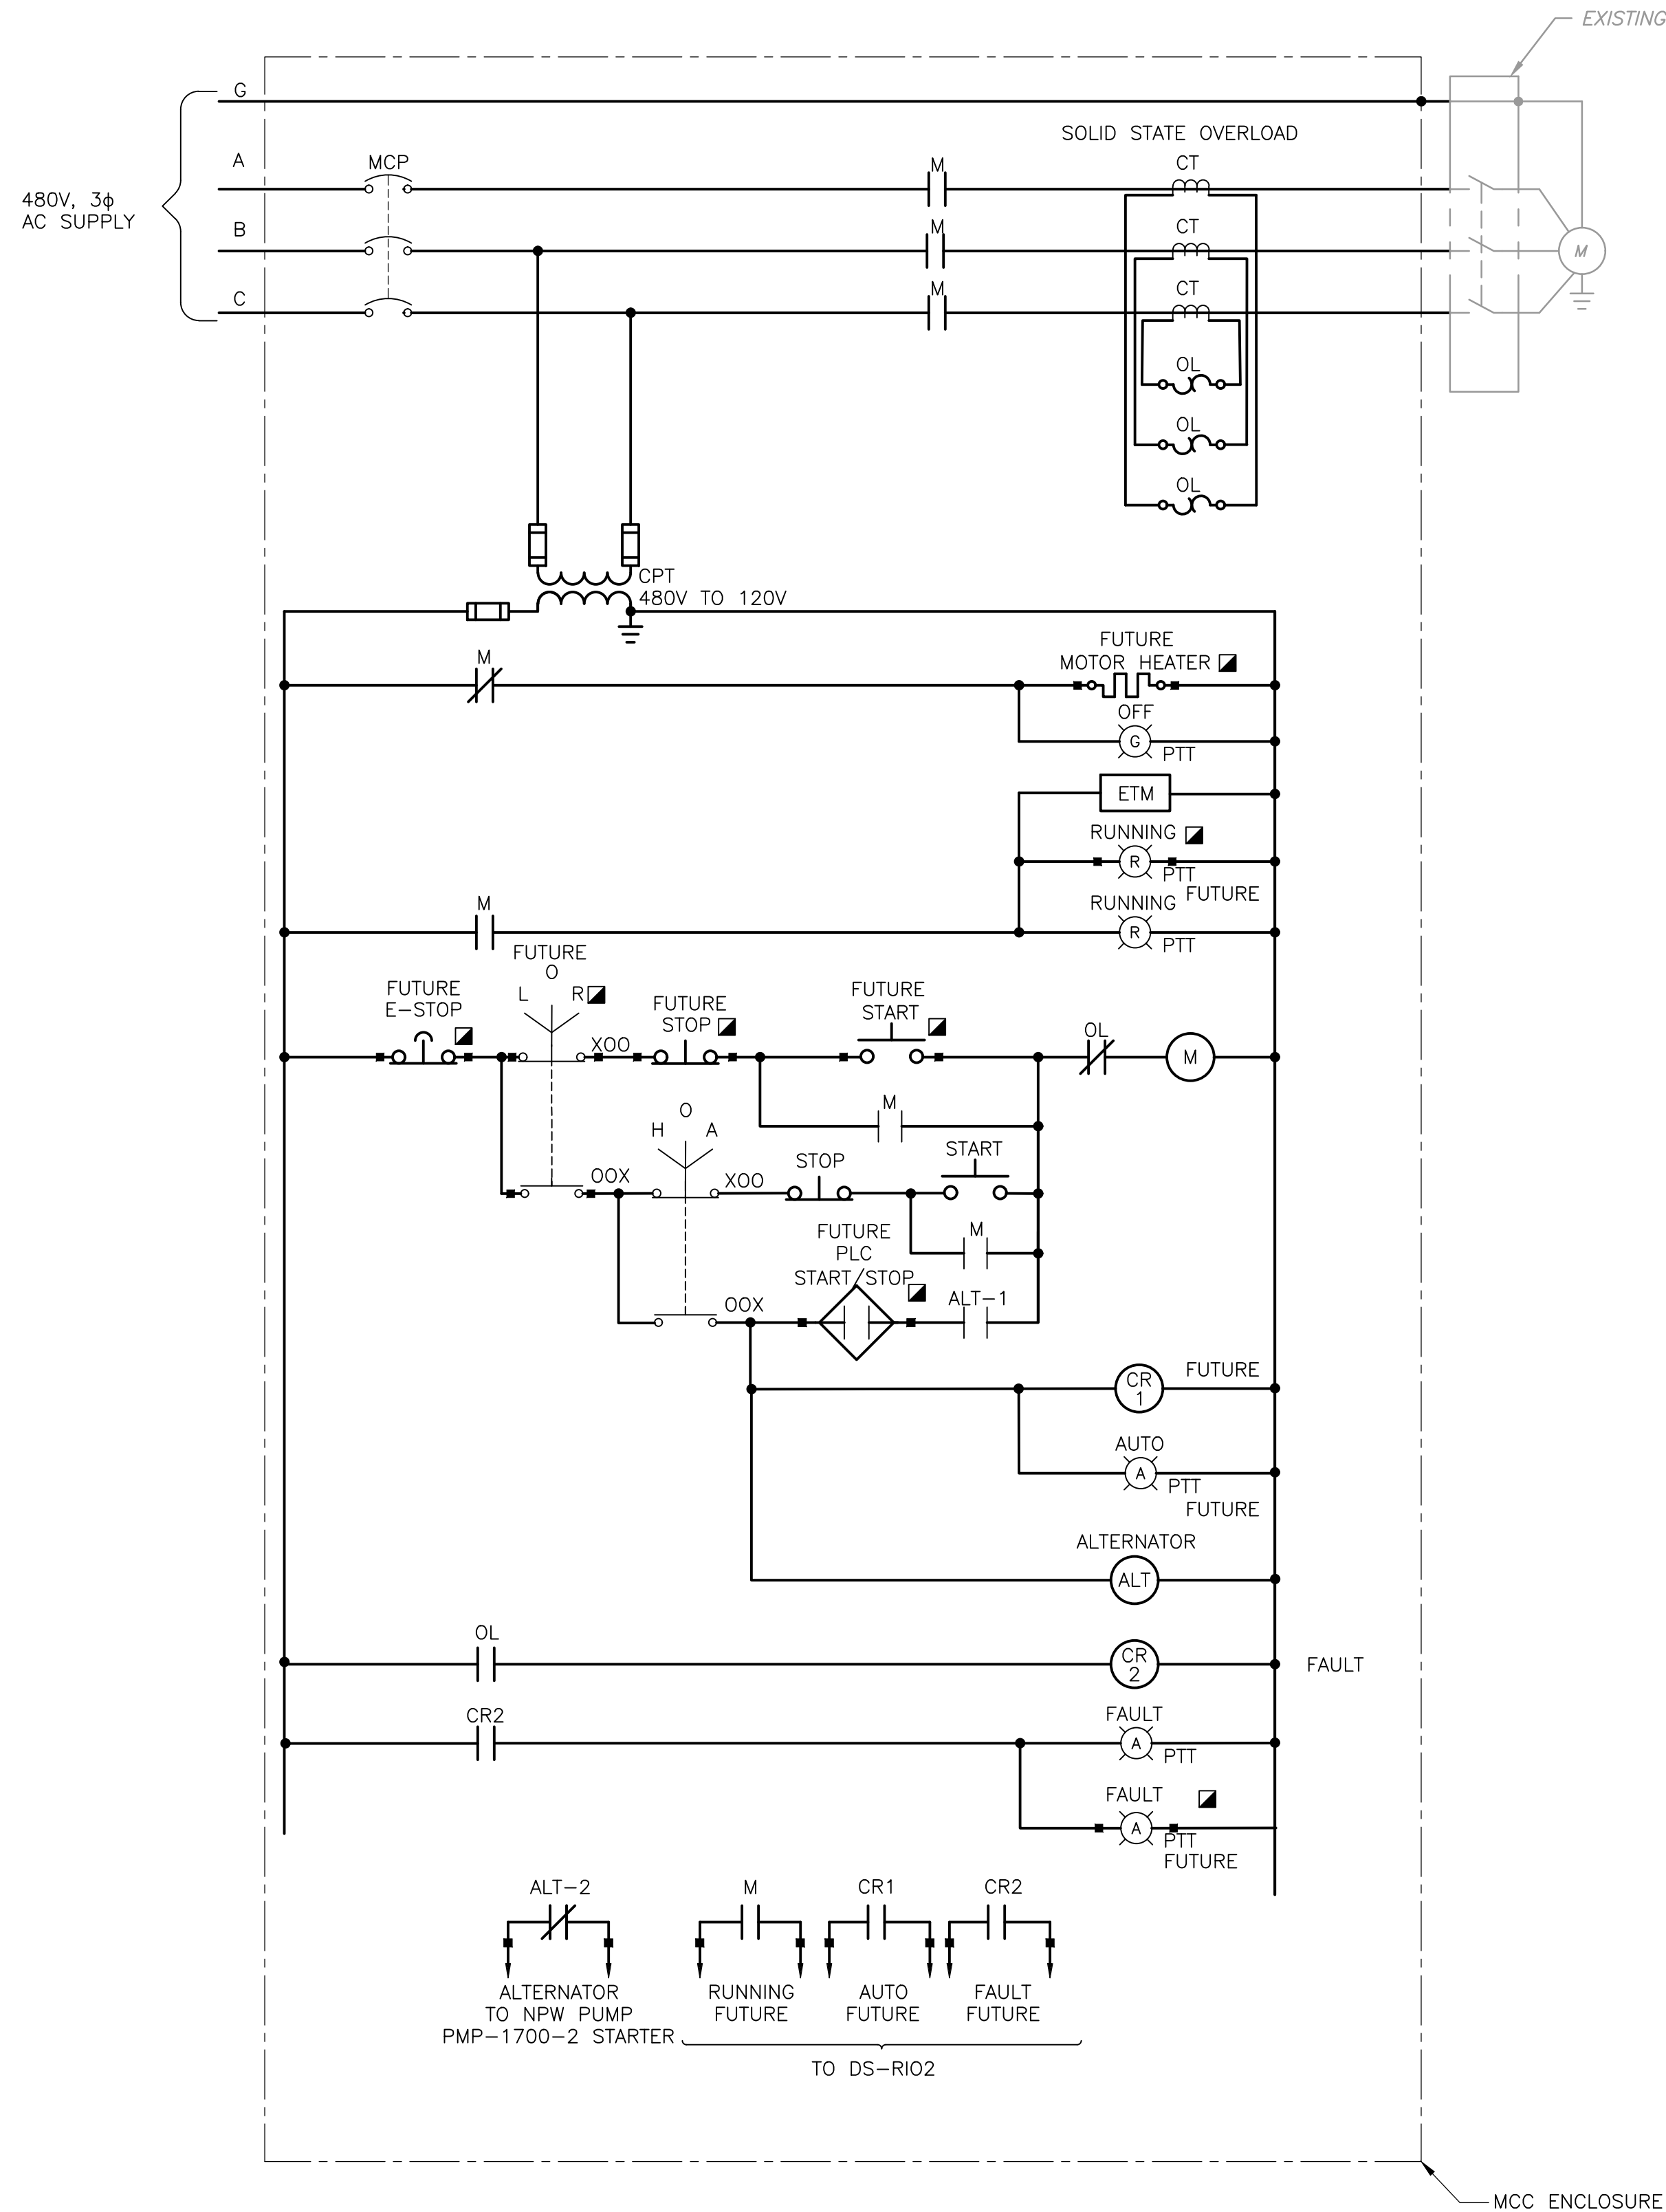 EXISTING
G
SOLID STATE OVERLOAD
A
MCP
M
CT
480V, 3ϕ
AC SUPPLY
B
M
CT
M
C
M
CT
OL
OL
OL
CPT
480V TO 120V
FUTURE
MOTOR HEATER
M
OFF
G
PTT
ETM
RUNNING
R
PTT
FUTURE
M
RUNNING
R
PTT
FUTURE
O
L R
FUTURE
E-STOP
FUTURE
STOP
FUTURE
START
XOO
OL
M
M
O
H A
OOX
XOO
STOP
START
M
FUTURE
PLC
START/STOP
OOX
ALT-1
FUTURE
CR
1
AUTO
A
PTT
FUTURE
ALTERNATOR
ALT
OL
CR
2
FAULT
CR2
FAULT
A
PTT
FAULT
A
PTT
FUTURE
ALT-2
M
CR1
CR2
ALTERNATOR
TO NPW PUMP
PMP-1700-2 STARTER
RUNNING
FUTURE
AUTO
FUTURE
FAULT
FUTURE
TO DS-RIO2
MCC ENCLOSURE